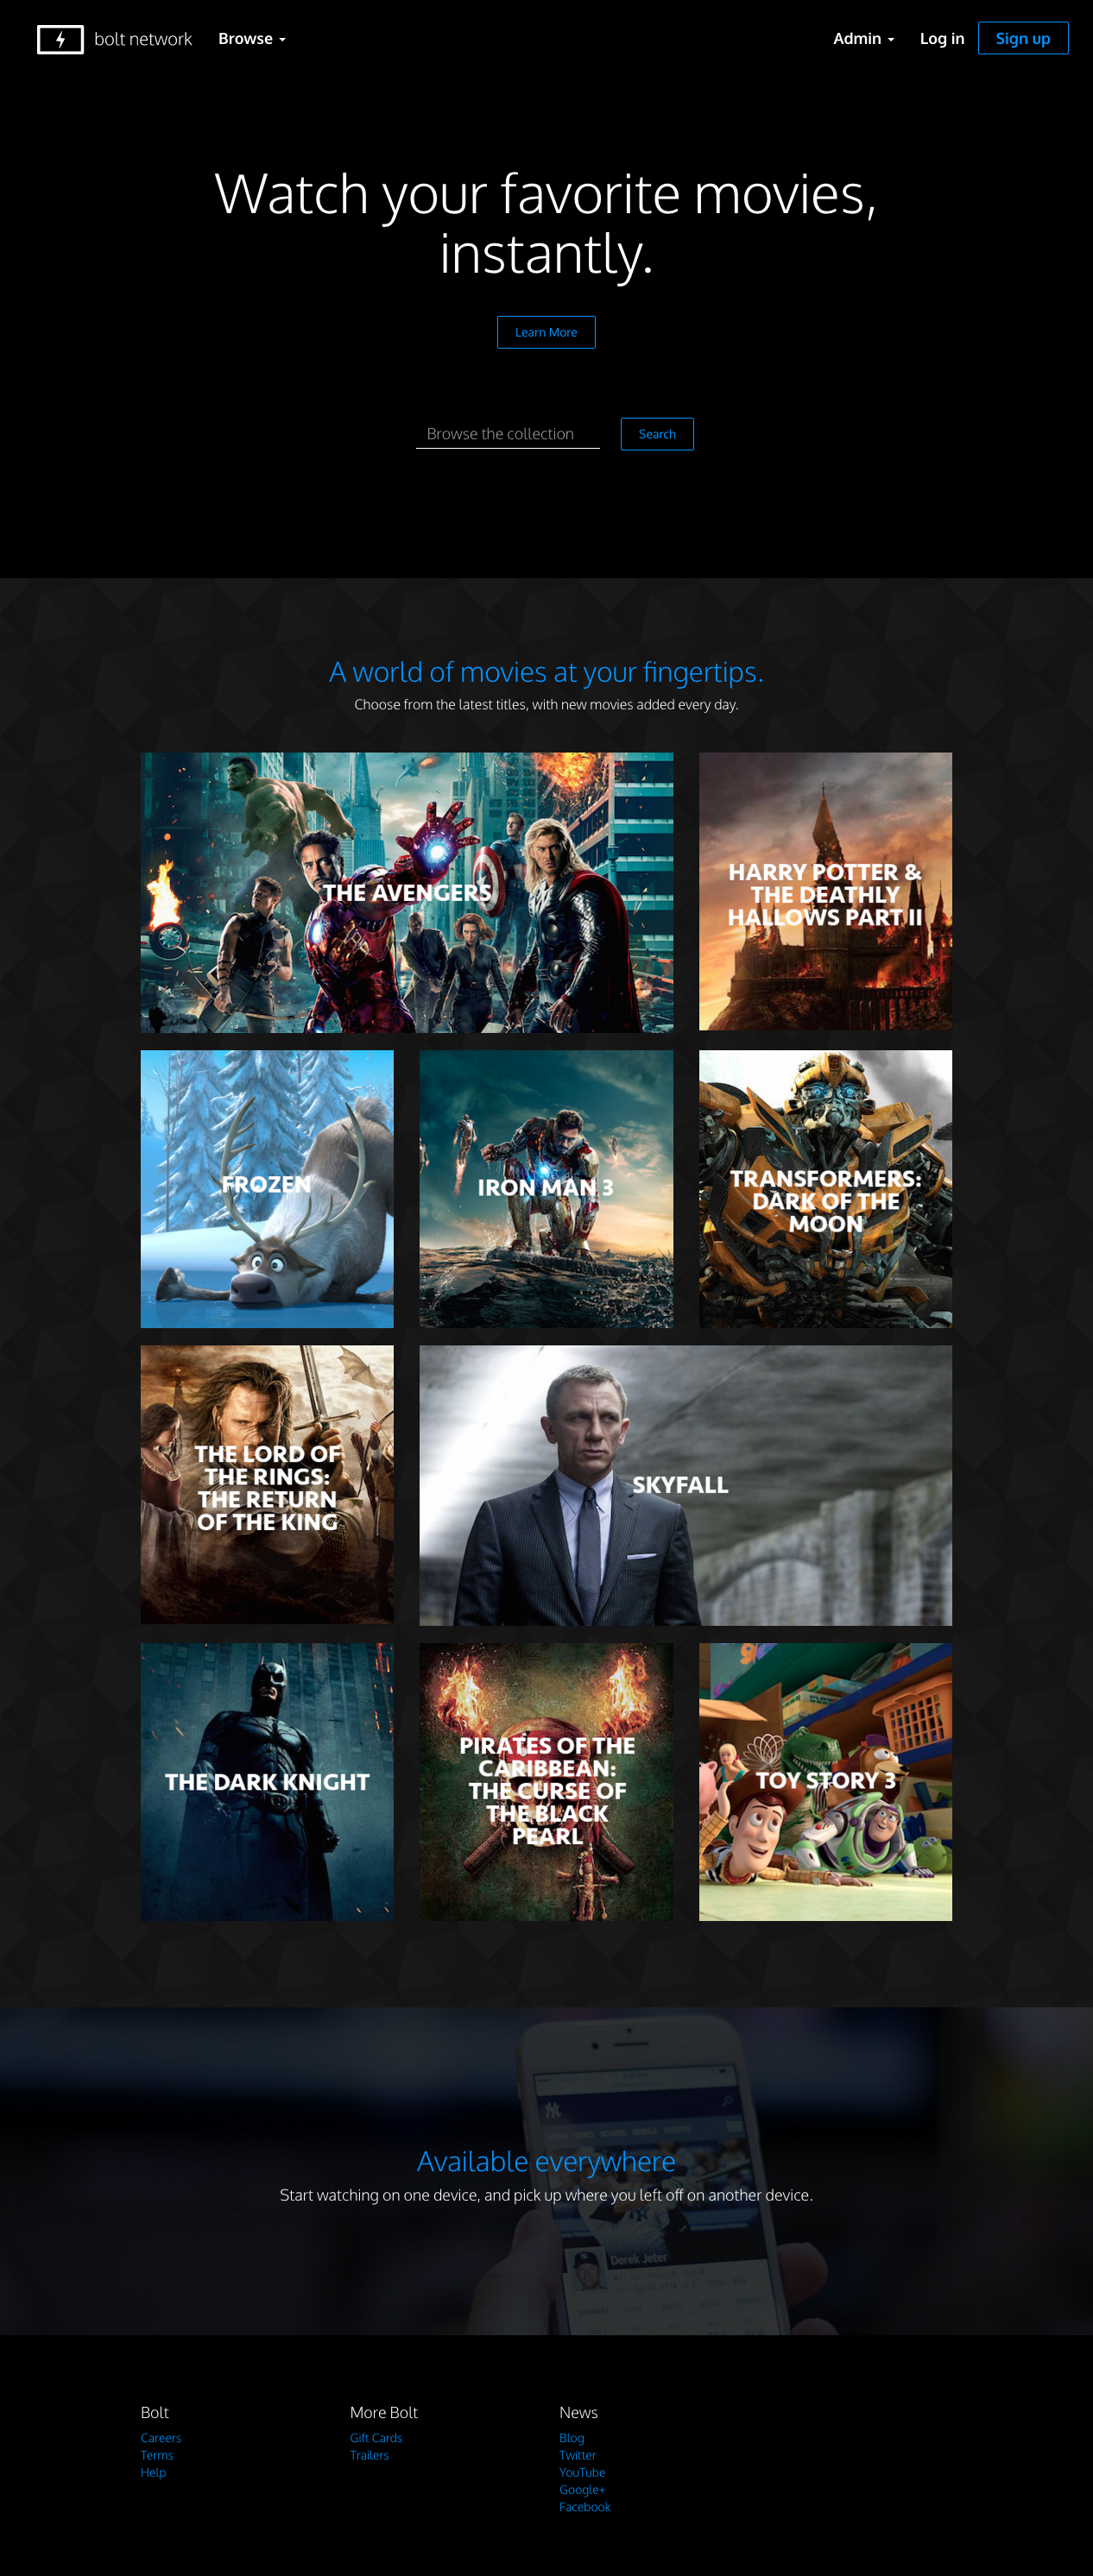 bolt network
Browse
Admin
Log in
Sign up
Watch your favorite movies,
instantly.
Learn More
Browse the collection
Search
A world of movies at your fingertips.
Choose from the latest titles, with new movies added every day.
THE AVENGERS
HARRY POTTER &
THE DEATHLY
HALLOWS PART II
FROZEN
IRON MAN 3
TRANSFORMERS:
DARK OF THE
MOON
THE LORD OF
THE RINGS:
THE RETURN
OF THE KING
SKYFALL
THE DARK KNIGHT
PIRATES OF THE
CARIBBEAN:
THE CURSE OF
THE BLACK
PEARL
TOY STORY 3
Available everywhere
Start watching on one device, and pick up where you left off on another device.
Derek Jeter
Bolt
Careers
Terms
Help
More Bolt
Gift Cards
Trailers
News
Blog
Twitter
YouTube
Google+
Facebook